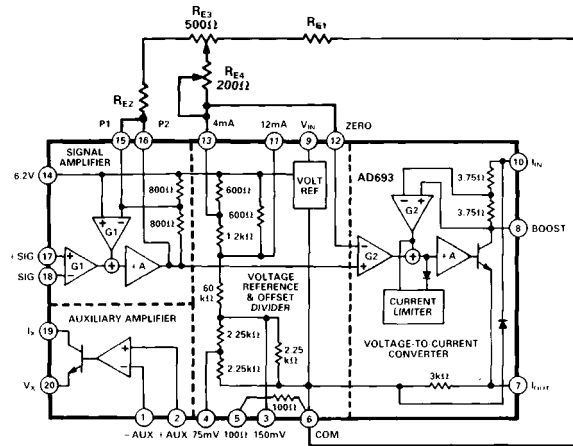 RE3
500Ω
RE1
RE4
200Ω
RE2
P1
P2
4mA
12mA
VIN
ZERO
15
16
13
11
9
12
SIGNAL
AMPLIFIER
6.2V
14
800Ω
800Ω
600Ω
600Ω
1.2kΩ
VOLT
REF
AD693
3.75Ω
3.75Ω
10
IIN
8
BOOST
G1
G2
+SIG
17
SIG
18
G1
+A
G2
+A
CURRENT
LIMITER
VOLTAGE
REFERENCE
& OFFSET
DIVIDER
60
kΩ
AUXILIARY AMPLIFIER
2.25kΩ
2.25kΩ
2.25
kΩ
VOLTAGE-TO CURRENT
CONVERTER
3kΩ
7
IOUT
IX
19
VX
20
100Ω
1
2
4
5
3
6
−AUX
+AUX
75mV
100Ω
150mV
COM